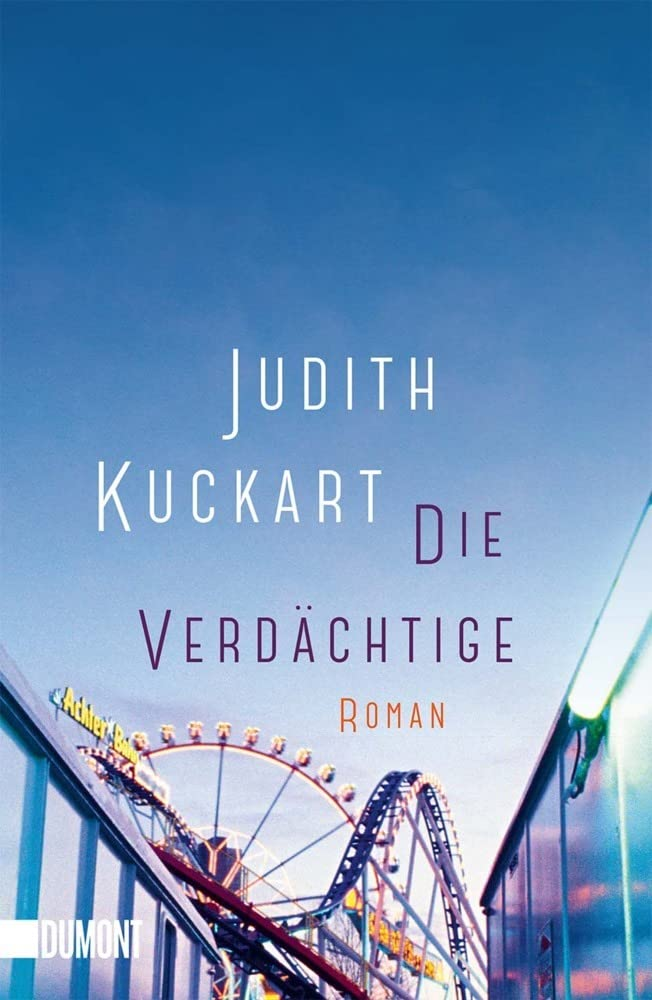 JUDITH
KUCKART
DIE
VERDÄCHTIGE
ROMAN
Achter Bahn
DUMONT